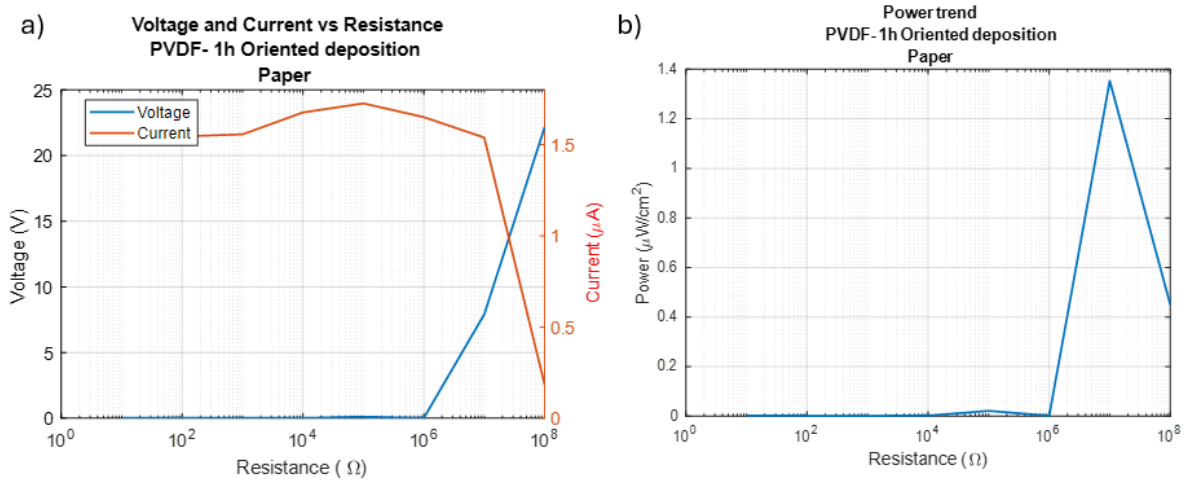 a)
Voltage and Current vs Resistance
PVDF- 1h Oriented deposition
Paper
Voltage
Current
25
20
15
10
5
0
Voltage (V)
1.5
1
0.5
0
Current (μA)
10^0
10^2
10^4
10^6
10^8
Resistance ( Ω)
b)
Power trend
PVDF- 1h Oriented deposition
Paper
1.4
1.2
1
0.8
0.6
0.4
0.2
0
Power (μW/cm^2)
10^0
10^2
10^4
10^6
10^8
Resistance (Ω)